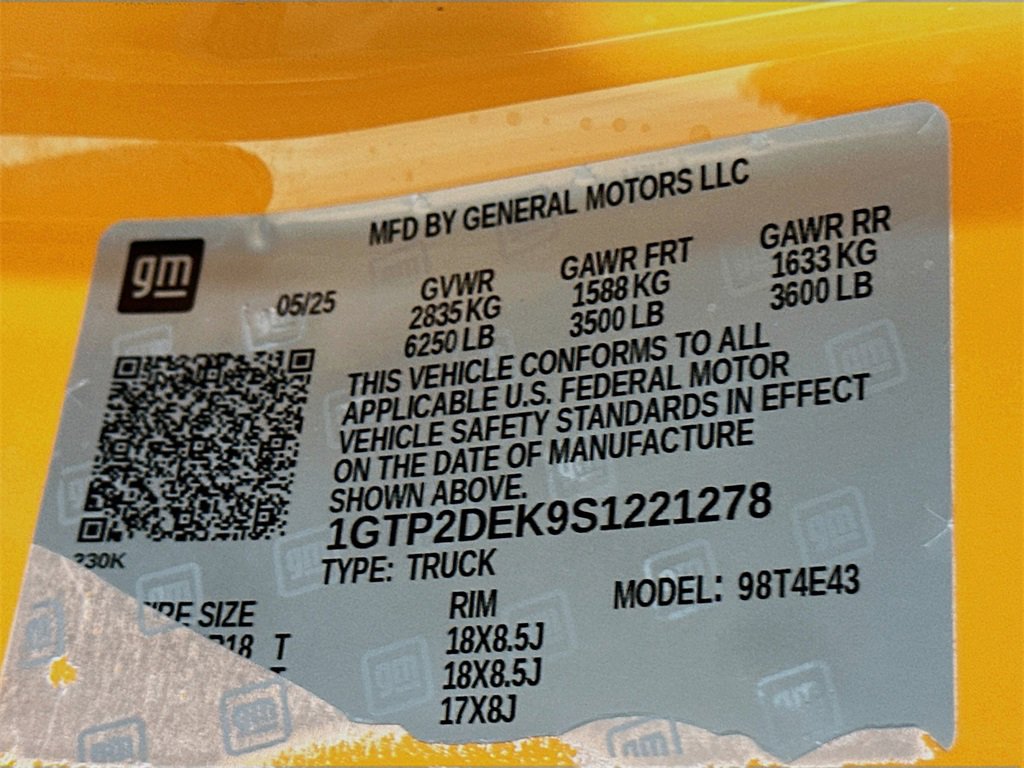 MFD BY GENERAL MOTORS LLC
gm
05/25
GVWR
2835 KG
6250 LB
GAWR FRT
1588 KG
3500 LB
GAWR RR
1633 KG
3600 LB
THIS VEHICLE CONFORMS TO ALL
APPLICABLE U.S. FEDERAL MOTOR
VEHICLE SAFETY STANDARDS IN EFFECT
ON THE DATE OF MANUFACTURE
SHOWN ABOVE.
1GTP2DEK9S1221278
230K
TYPE: TRUCK
MODEL: 98T4E43
SIZE
RIM
T
18X8.5J
18X8.5J
17X8J